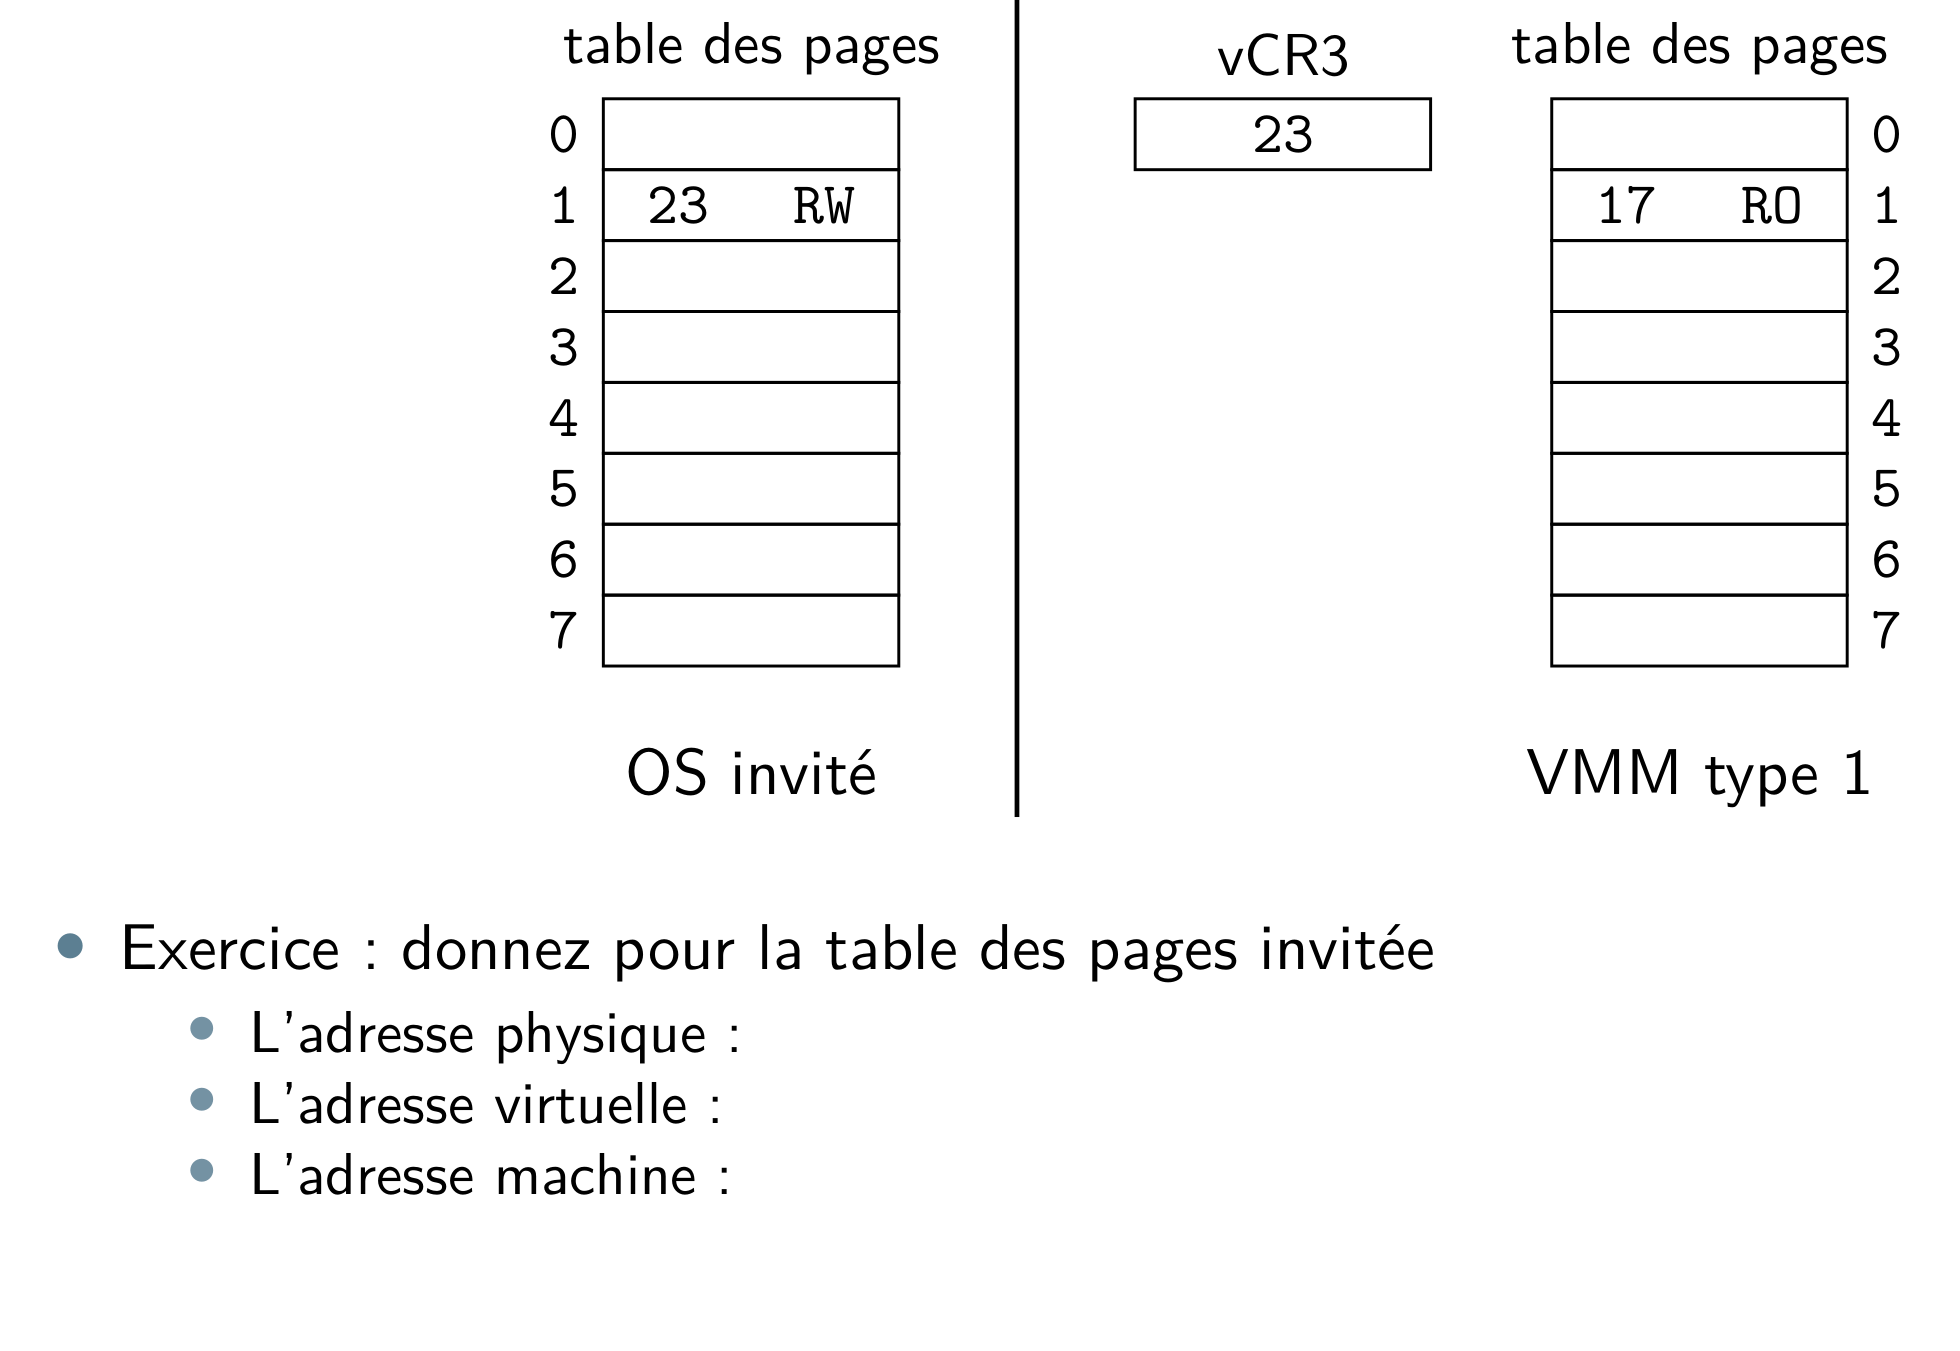 table des pages
vCR3
table des pages
0
23
0
1 23 RW
17 RO 1
2
2
3
3
4
4
5
5
6
6
7
7
OS invité
VMM type 1
Exercice : donnez pour la table des pages invitée
L'adresse physique :
L'adresse virtuelle :
L'adresse machine :